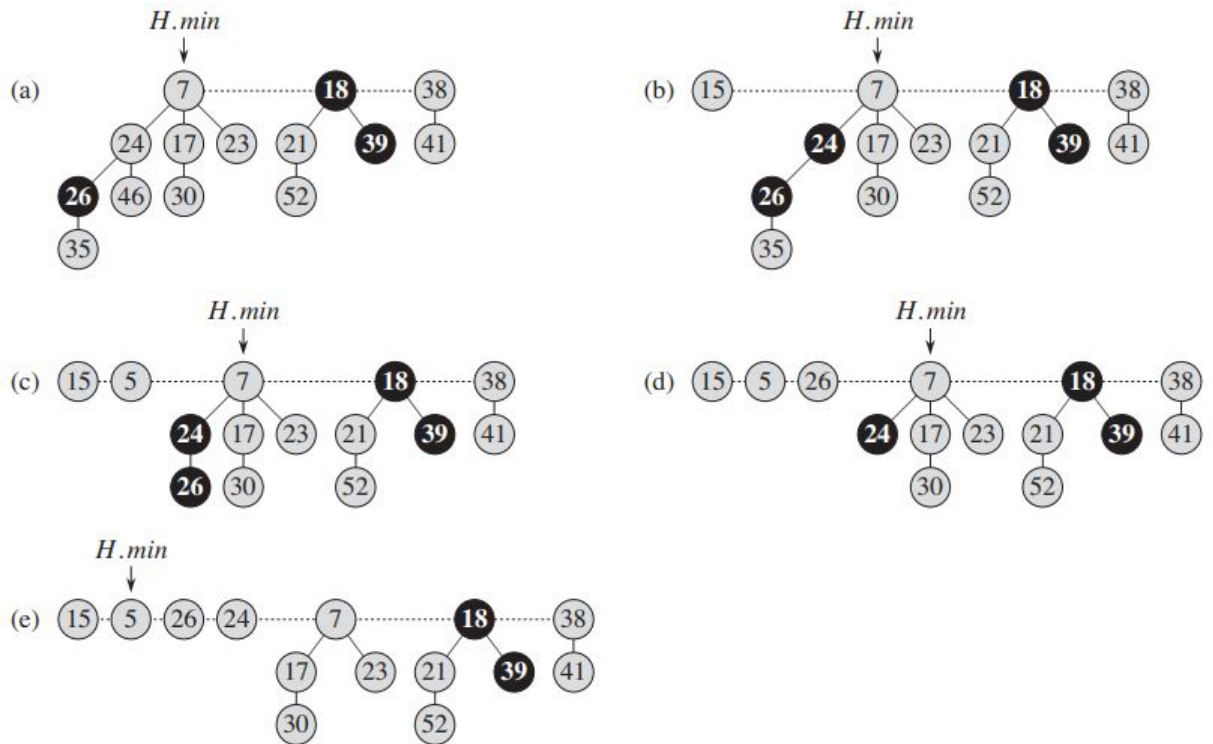 H.min H.min
(a) 7 18 38 (b) 15 7 18 38
24 17 23 21 39 41 24 17 23 21 39 41
26 46 30 52 26 30 52
35 35
H.min H.min
(c) 15 5 7 18 38 (d) 15 5 26 7 18 38
24 17 23 21 39 41 24 17 23 21 39 41
26 30 52 30 52
H.min
(e) 15 5 26 24 7 18 38
17 23 21 39 41
30 52